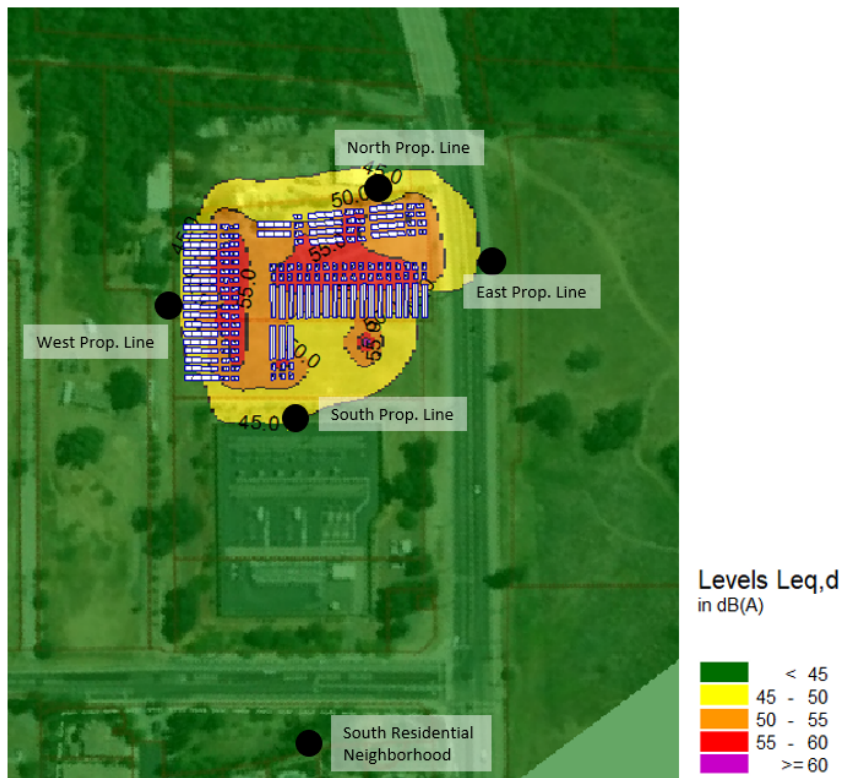 North Prop. Line
45.0
50.0
45.0
55.0
55.0
East Prop. Line
West Prop. Line
55.0
50.0
South Prop. Line
45.0
Levels Leq,d
in dB(A)
< 45
45 - 50
50 - 55
55 - 60
>= 60
South Residential
Neighborhood